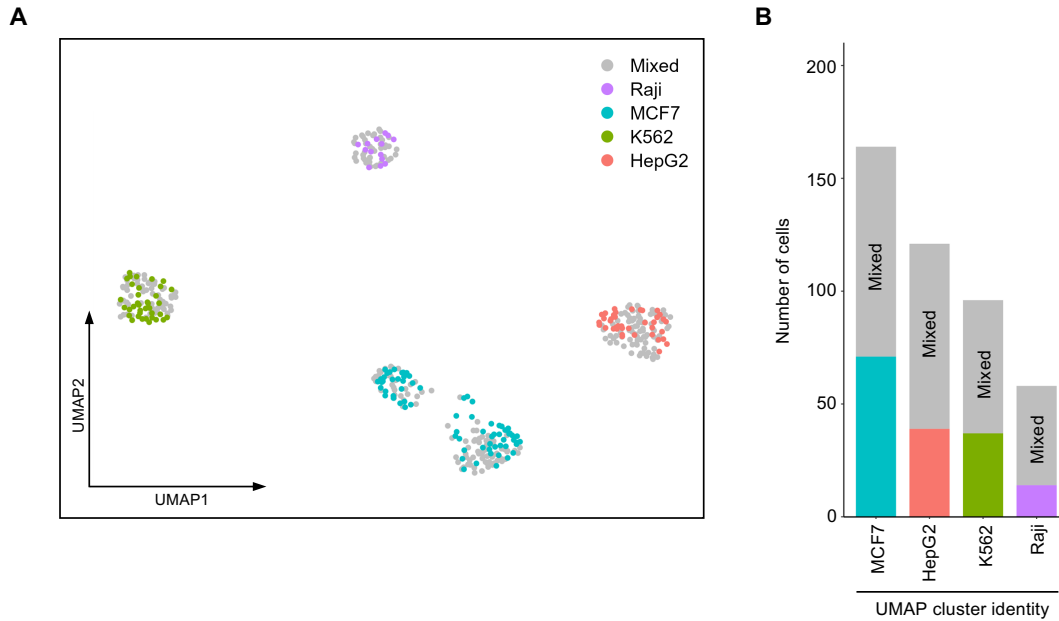 A
Mixed
Raji
MCF7
K562
HepG2
UMAP2
UMAP1
B
Number of cells
200
150
100
50
0
Mixed
Mixed
Mixed
Mixed
MCF7
HepG2
K562
Raji
UMAP cluster identity